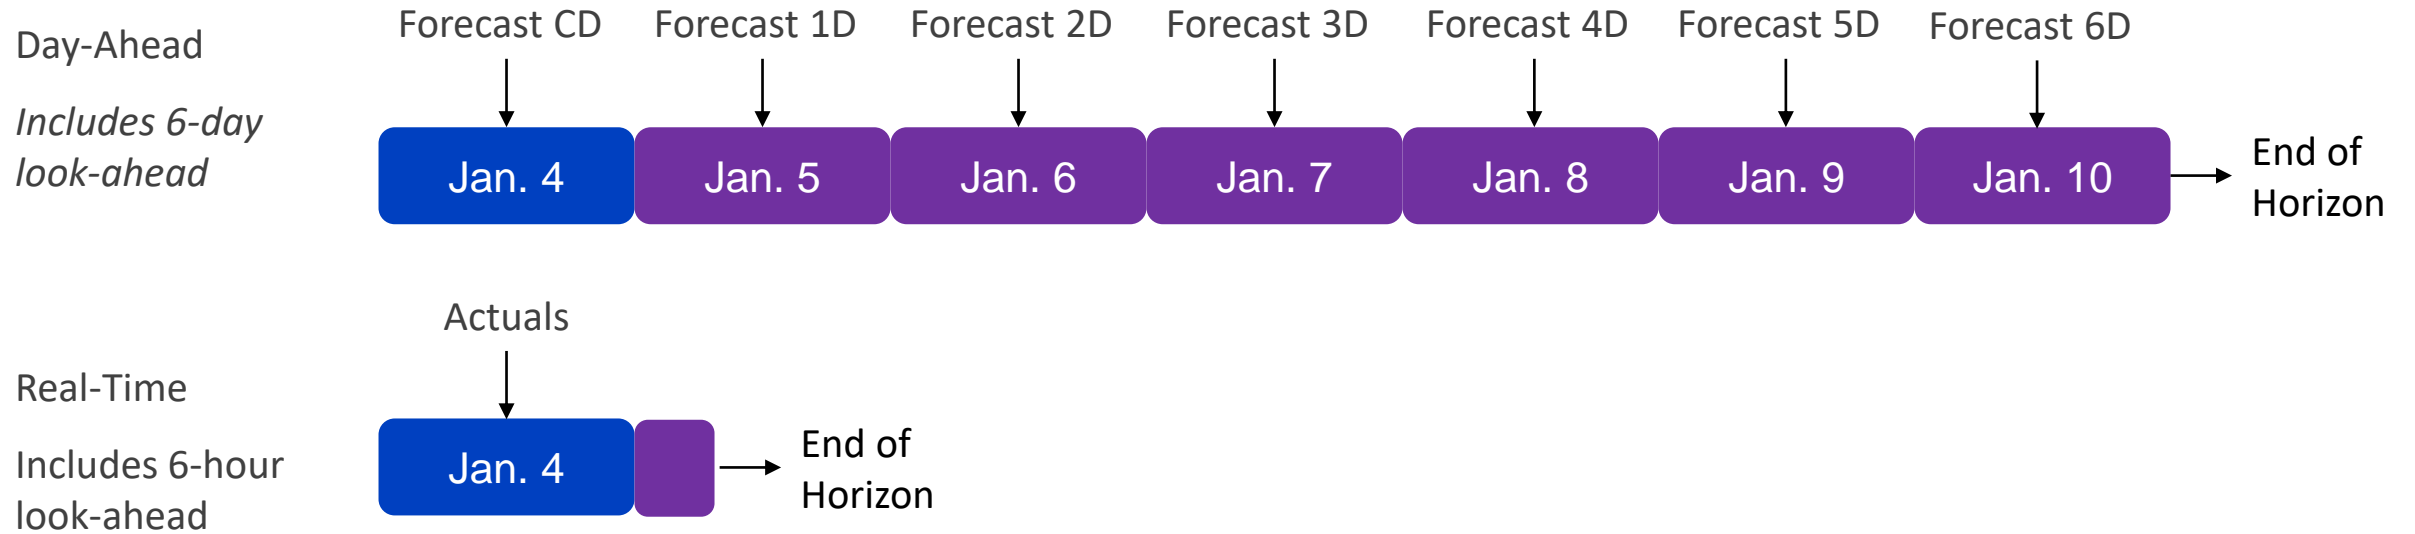 Day-Ahead
Includes 6-day
look-ahead
Forecast CD
Forecast 1D
Forecast 2D
Forecast 3D
Forecast 4D
Forecast 5D
Forecast 6D
Jan. 4
Jan. 5
Jan. 6
Jan. 7
Jan. 8
Jan. 9
Jan. 10
End of
Horizon
Real-Time
Includes 6-hour
look-ahead
Actuals
Jan. 4
End of
Horizon